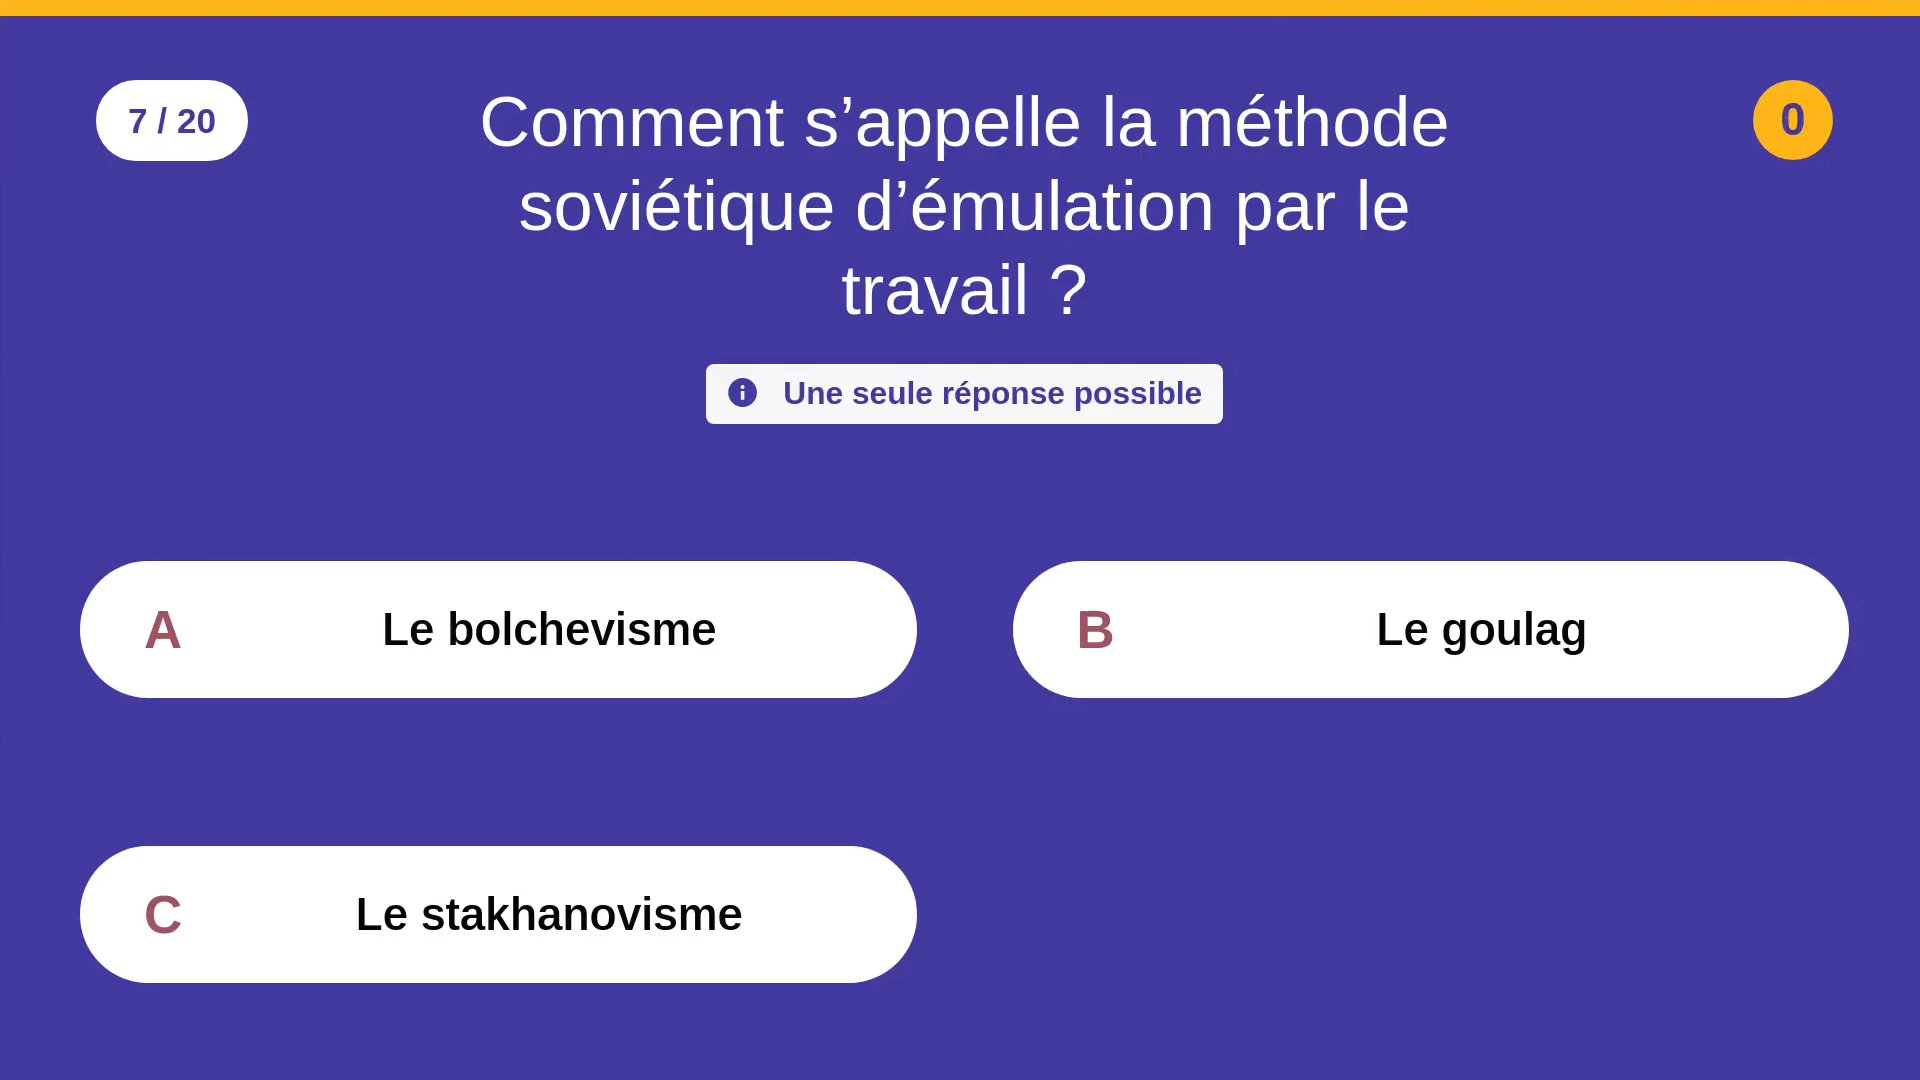 7 / 20
Comment s’appelle la méthode
soviétique d’émulation par le
travail ?
0
Une seule réponse possible
A Le bolchevisme
B Le goulag
C Le stakhanovisme